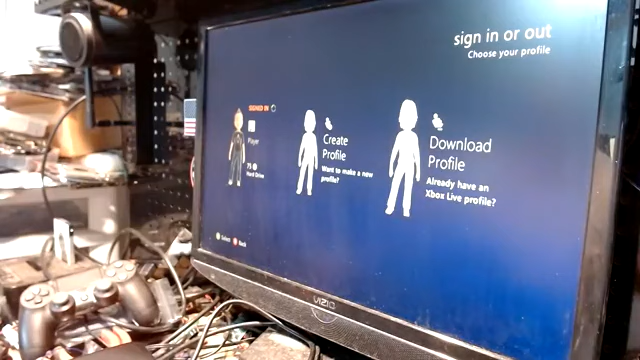 sign in or out
Choose your profile
SIGNED IN
Player
75
Hard Drive
Create
Profile
Want to make a new
profile?
Download
Profile
Already have an
Xbox Live profile?
Select
Back
VIZIO